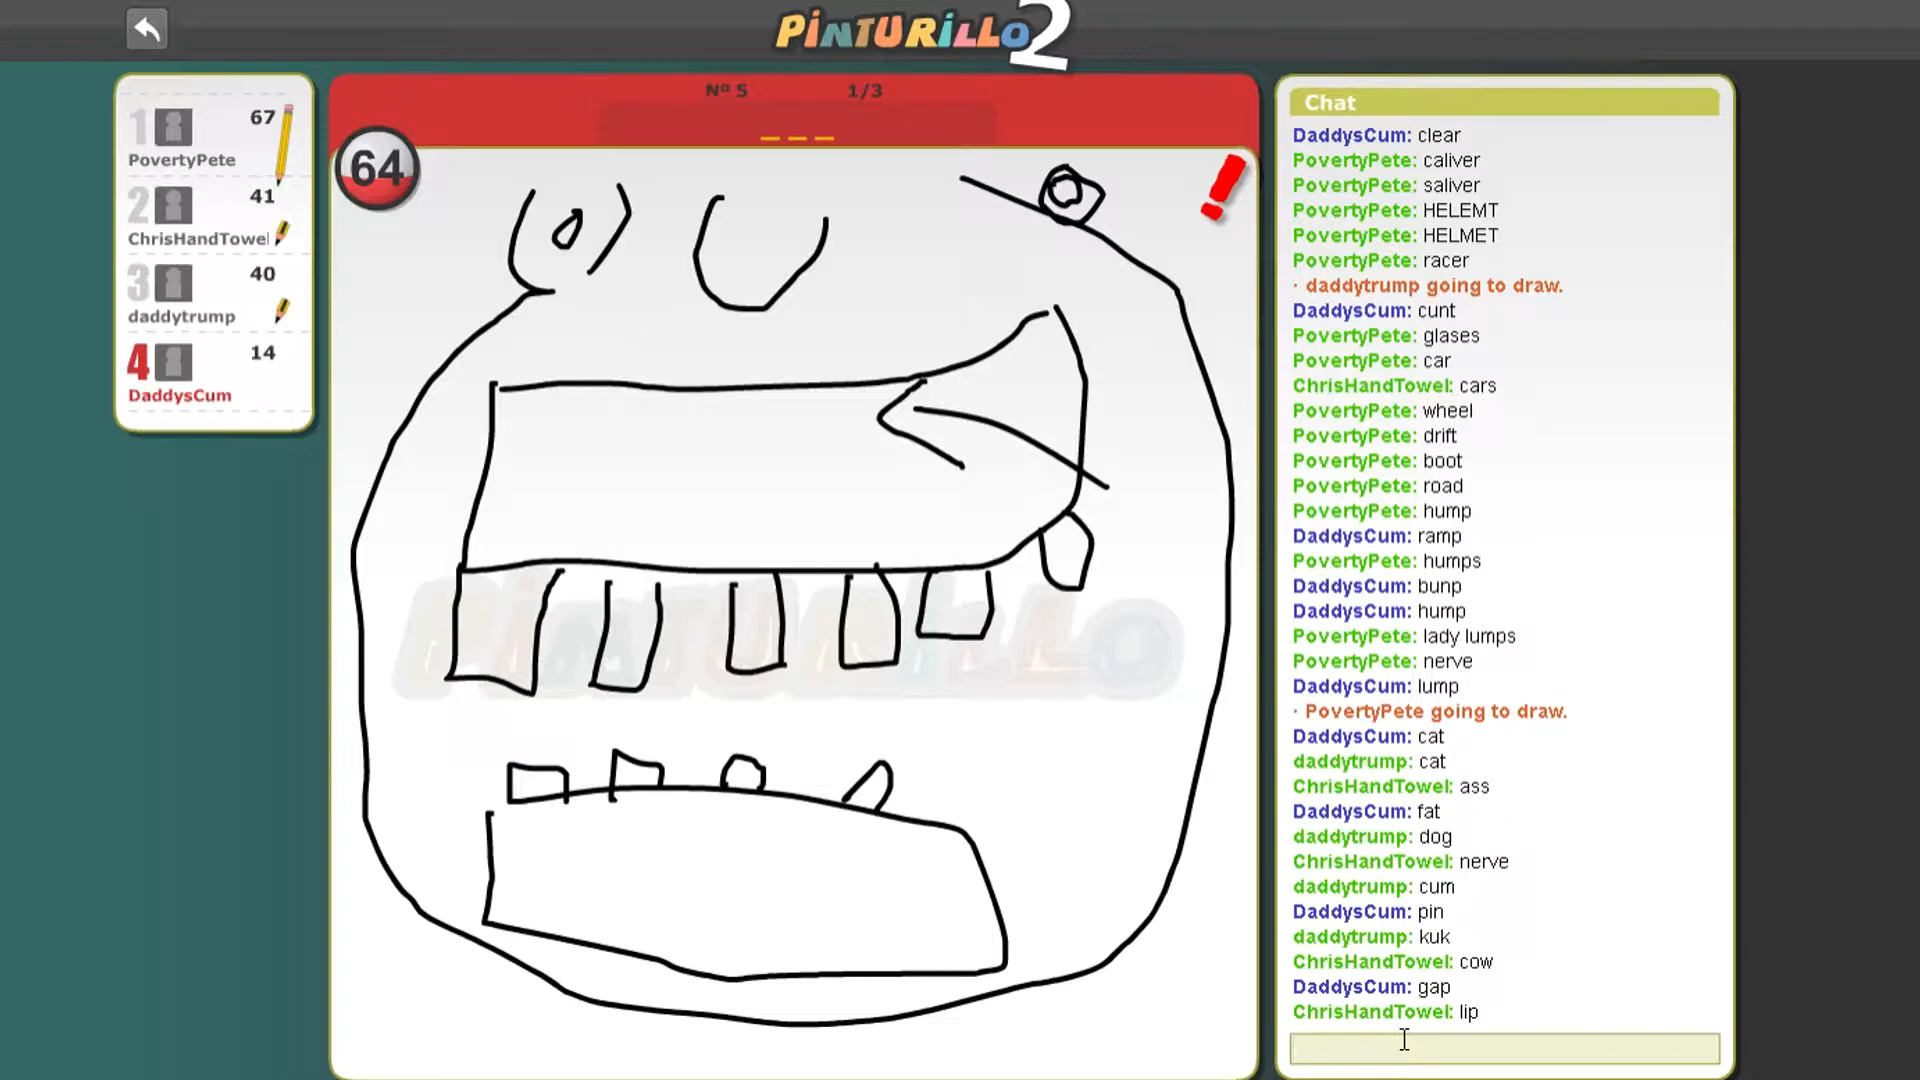 PINTURILLO 2
1 PovertyPete 67
2 ChrisHandTowel 41
3 daddytrump 40
4 DaddysCum 14
Nº 5 1/3
_ _ _
64
!
PINTURILLO
Chat
DaddysCum: clear
PovertyPete: caliver
PovertyPete: saliver
PovertyPete: HELEMT
PovertyPete: HELMET
PovertyPete: racer
· daddytrump going to draw.
DaddysCum: cunt
PovertyPete: glases
PovertyPete: car
ChrisHandTowel: cars
PovertyPete: wheel
PovertyPete: drift
PovertyPete: boot
PovertyPete: road
PovertyPete: hump
DaddysCum: ramp
PovertyPete: humps
DaddysCum: bunp
DaddysCum: hump
PovertyPete: lady lumps
PovertyPete: nerve
DaddysCum: lump
· PovertyPete going to draw.
DaddysCum: cat
daddytrump: cat
ChrisHandTowel: ass
DaddysCum: fat
daddytrump: dog
ChrisHandTowel: nerve
daddytrump: cum
DaddysCum: pin
daddytrump: kuk
ChrisHandTowel: cow
DaddysCum: gap
ChrisHandTowel: lip